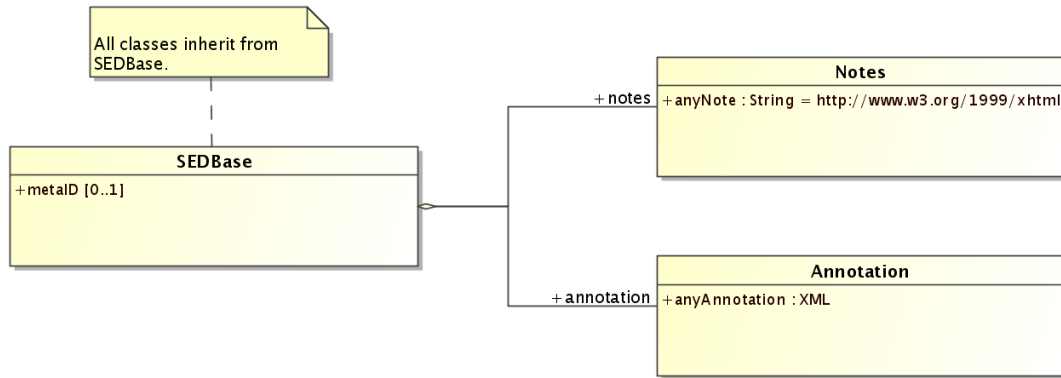 All classes inherit from
SEDBase.
Notes
+notes
+anyNote : String = http://www.w3.org/1999/xhtml
SEDBase
+metaID [0..1]
Annotation
+annotation
+anyAnnotation : XML